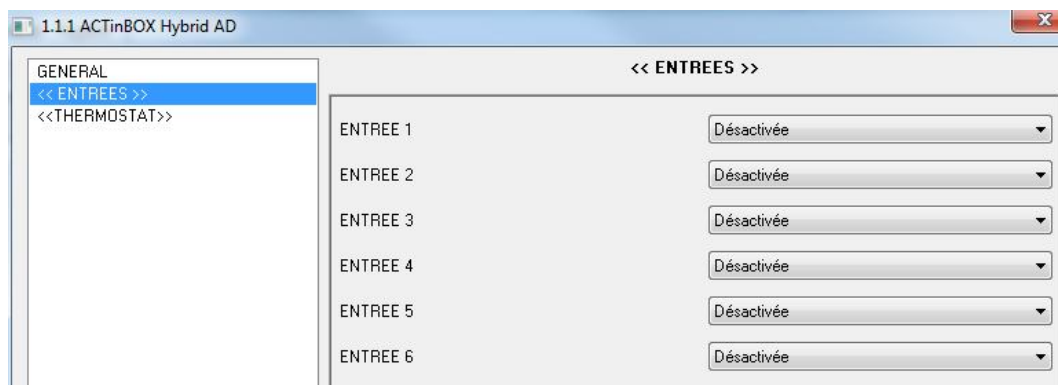 1.1.1 ACTinBOX Hybrid AD
GENERAL
<< ENTREES >>
<<THERMOSTAT>>
<< ENTREES >>
ENTREE 1 Désactivée
ENTREE 2 Désactivée
ENTREE 3 Désactivée
ENTREE 4 Désactivée
ENTREE 5 Désactivée
ENTREE 6 Désactivée